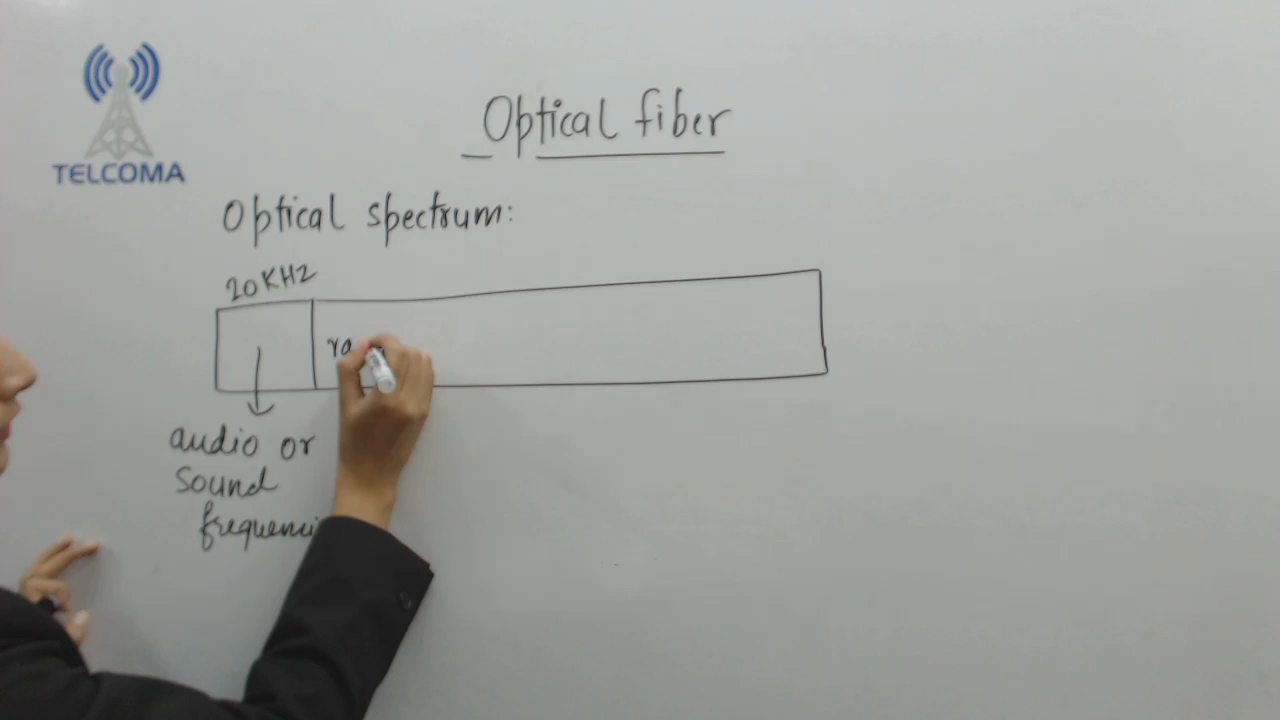 TELCOMA
Optical fiber
Optical spectrum:
20KHZ
audio or
sound